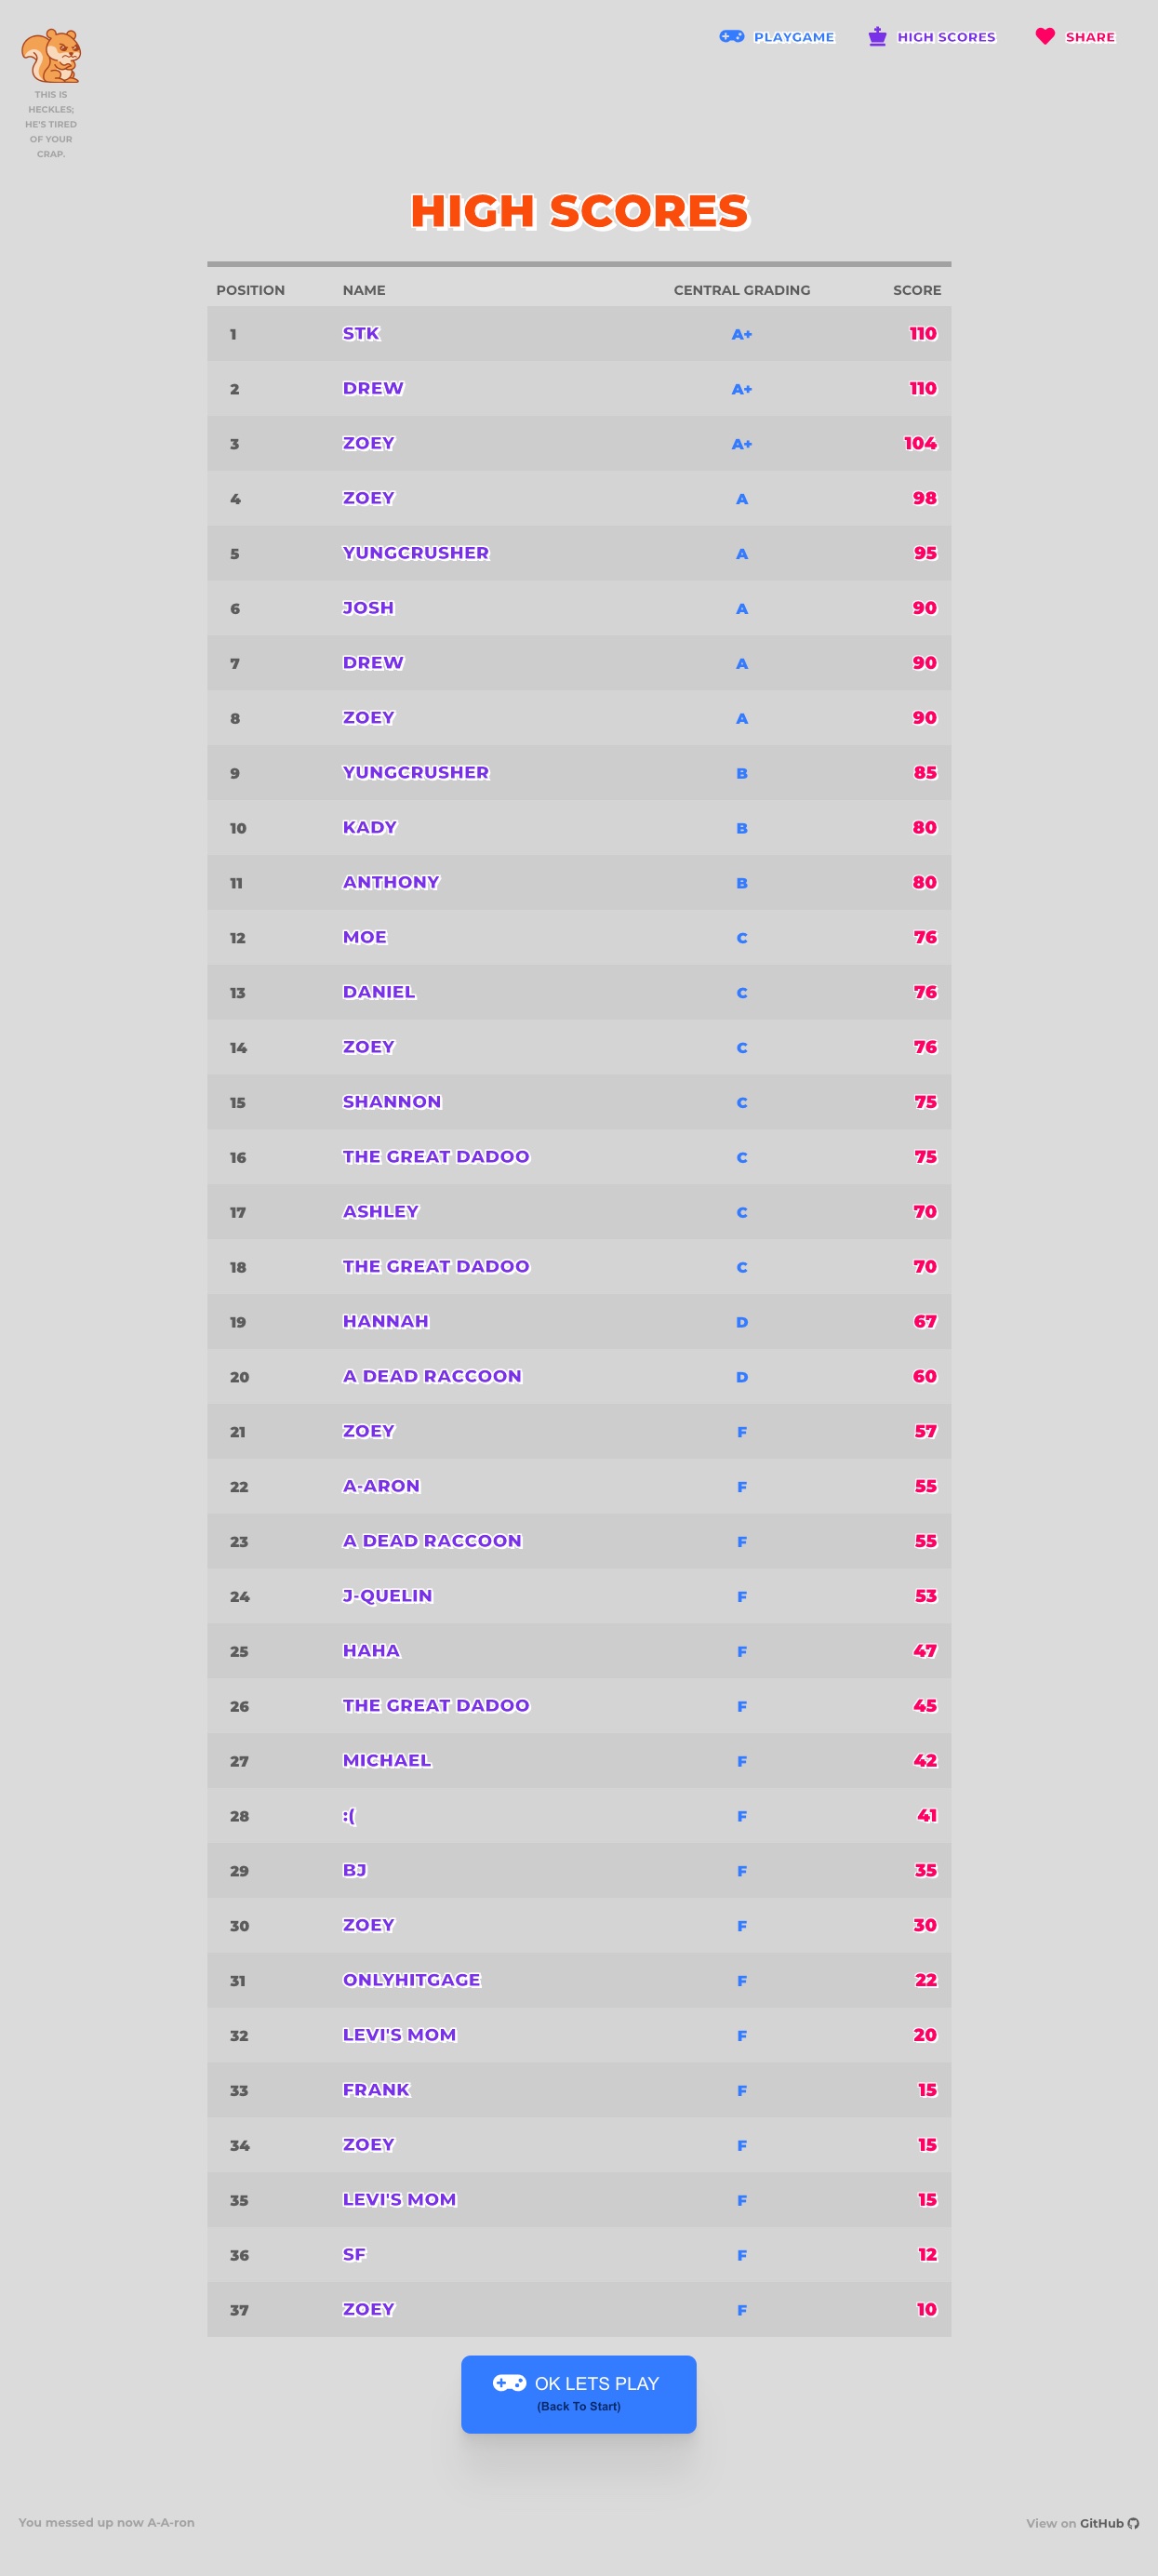 PLAYGAME HIGH SCORES SHARE
THIS IS
HECKLES;
HE'S TIRED
OF YOUR
CRAP.
HIGH SCORES
POSITION NAME CENTRAL GRADING SCORE
1 STK A+ 110
2 DREW A+ 110
3 ZOEY A+ 104
4 ZOEY A 98
5 YUNGCRUSHER A 95
6 JOSH A 90
7 DREW A 90
8 ZOEY A 90
9 YUNGCRUSHER B 85
10 KADY B 80
11 ANTHONY B 80
12 MOE C 76
13 DANIEL C 76
14 ZOEY C 76
15 SHANNON C 75
16 THE GREAT DADOO C 75
17 ASHLEY C 70
18 THE GREAT DADOO C 70
19 HANNAH D 67
20 A DEAD RACCOON D 60
21 ZOEY F 57
22 A-ARON F 55
23 A DEAD RACCOON F 55
24 J-QUELIN F 53
25 HAHA F 47
26 THE GREAT DADOO F 45
27 MICHAEL F 42
28 :( F 41
29 BJ F 35
30 ZOEY F 30
31 ONLYHITGAGE F 22
32 LEVI'S MOM F 20
33 FRANK F 15
34 ZOEY F 15
35 LEVI'S MOM F 15
36 SF F 12
37 ZOEY F 10
OK LETS PLAY
(Back To Start)
You messed up now A-A-ron View on GitHub